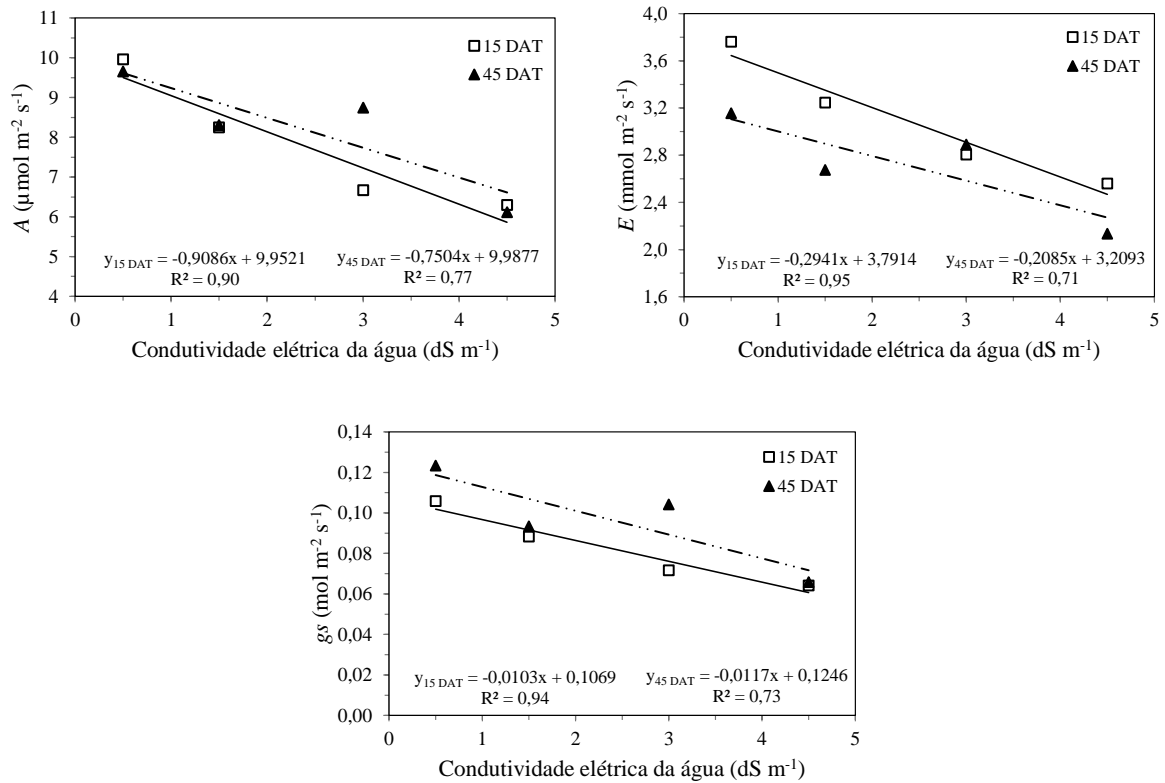 A (µmol m⁻² s⁻¹)
11
10
9
8
7
6
5
4
15 DAT
45 DAT
y15 DAT = -0,9086x + 9,9521
R² = 0,90
y45 DAT = -0,7504x + 9,9877
R² = 0,77
0 1 2 3 4 5
Condutividade elétrica da água (dS m⁻¹)
E (mmol m⁻² s⁻¹)
4,0
3,6
3,2
2,8
2,4
2,0
1,6
15 DAT
45 DAT
y15 DAT = -0,2941x + 3,7914
R² = 0,95
y45 DAT = -0,2085x + 3,2093
R² = 0,71
0 1 2 3 4 5
Condutividade elétrica da água (dS m⁻¹)
gs (mol m⁻² s⁻¹)
0,14
0,12
0,10
0,08
0,06
0,04
0,02
0,00
15 DAT
45 DAT
y15 DAT = -0,0103x + 0,1069
R² = 0,94
y45 DAT = -0,0117x + 0,1246
R² = 0,73
0 1 2 3 4 5
Condutividade elétrica da água (dS m⁻¹)